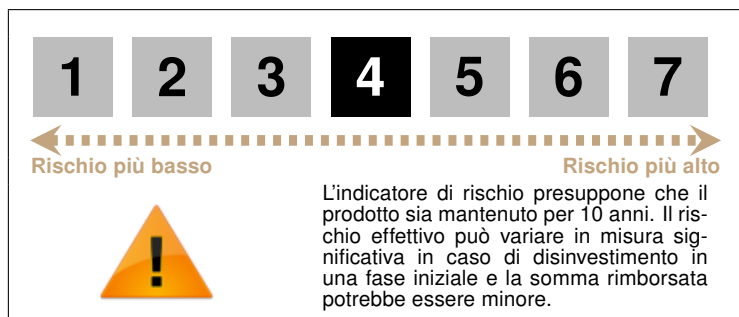 1 2 3 4 5 6 7
Rischio più basso Rischio più alto
L'indicatore di rischio presuppone che il
prodotto sia mantenuto per 10 anni. Il ris-
chio effettivo può variare in misura sig-
nificativa in caso di disinvestimento in
una fase iniziale e la somma rimborsata
potrebbe essere minore.